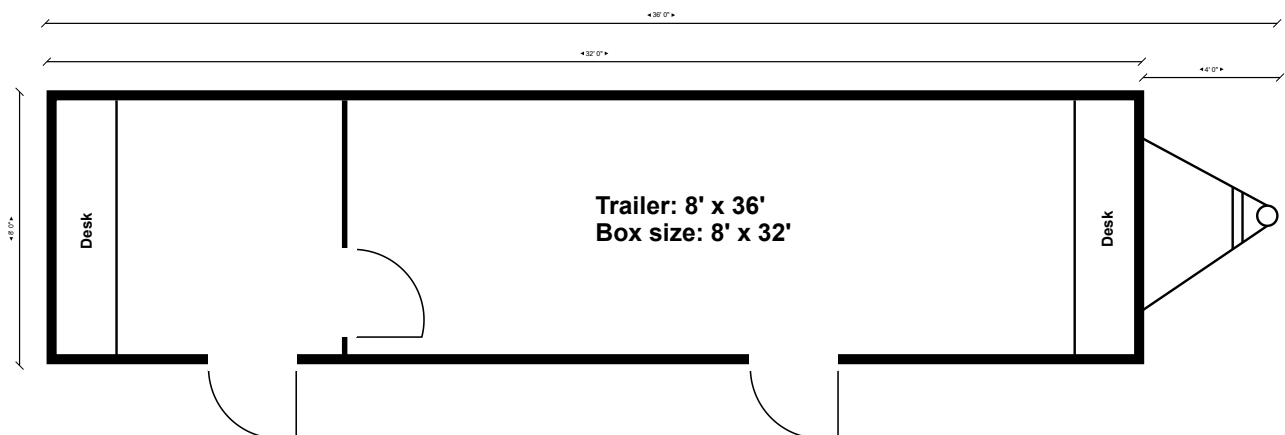 36' 0"
32' 0"
4' 0"
8' 0"
Desk
Trailer: 8' x 36'
Box size: 8' x 32'
Desk